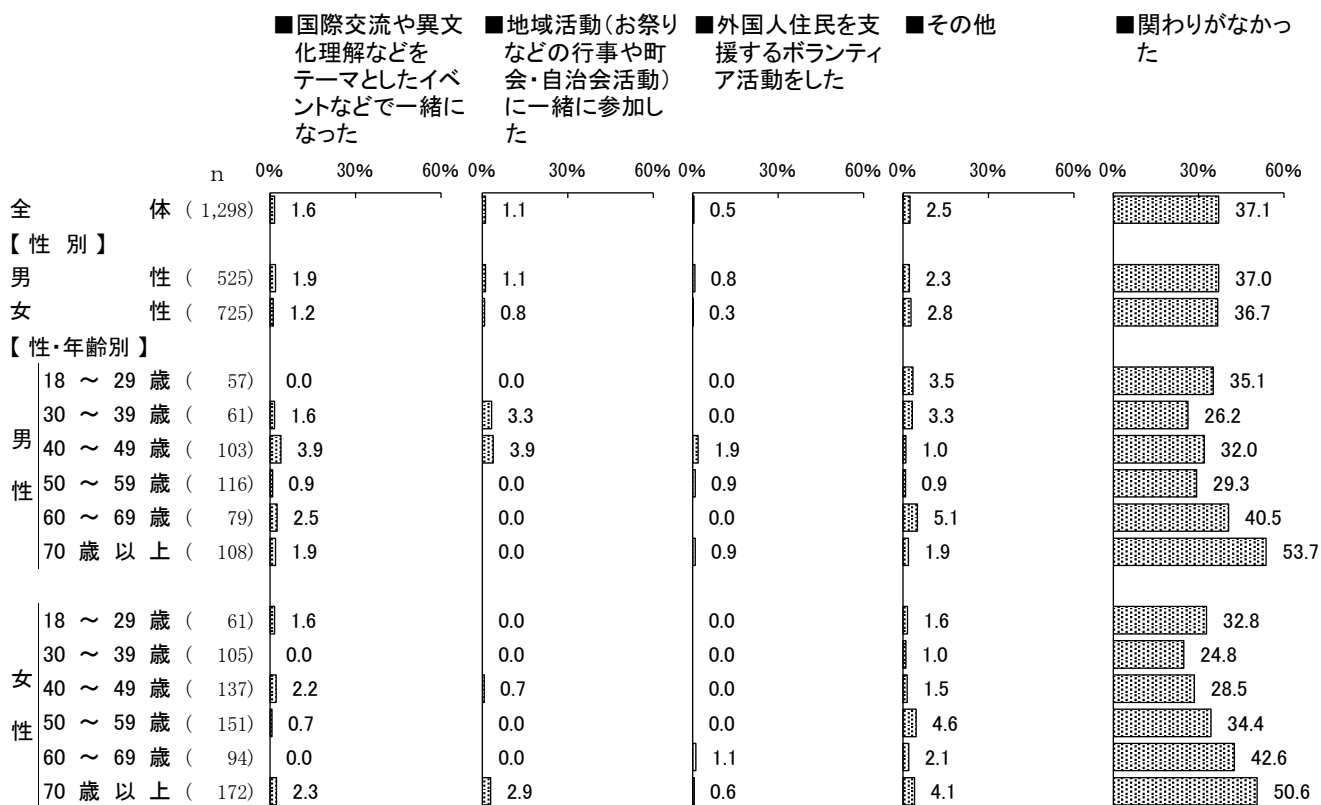 ■国際交流や異文化理解などをテーマとしたイベントなどで一緒になった
■地域活動（お祭りなどの行事や町会・自治会活動）に一緒に参加した
■外国人住民を支援するボランティア活動をした
■その他
■関わりがなかった
n 0% 30% 60% 0% 30% 60% 0% 30% 60% 0% 30% 60% 0% 30% 60%
全体 ( 1,298) 1.6 1.1 0.5 2.5 37.1
【 性 別 】
男性 ( 525) 1.9 1.1 0.8 2.3 37.0
女性 ( 725) 1.2 0.8 0.3 2.8 36.7
【 性・年齢別 】
男性
18 ～ 29 歳 ( 57) 0.0 0.0 0.0 3.5 35.1
30 ～ 39 歳 ( 61) 1.6 3.3 0.0 3.3 26.2
40 ～ 49 歳 ( 103) 3.9 3.9 1.9 1.0 32.0
50 ～ 59 歳 ( 116) 0.9 0.0 0.9 0.9 29.3
60 ～ 69 歳 ( 79) 2.5 0.0 0.0 5.1 40.5
70 歳 以 上 ( 108) 1.9 0.0 0.9 1.9 53.7
女性
18 ～ 29 歳 ( 61) 1.6 0.0 0.0 1.6 32.8
30 ～ 39 歳 ( 105) 0.0 0.0 0.0 1.0 24.8
40 ～ 49 歳 ( 137) 2.2 0.7 0.0 1.5 28.5
50 ～ 59 歳 ( 151) 0.7 0.0 0.0 4.6 34.4
60 ～ 69 歳 ( 94) 0.0 0.0 1.1 2.1 42.6
70 歳 以 上 ( 172) 2.3 2.9 0.6 4.1 50.6